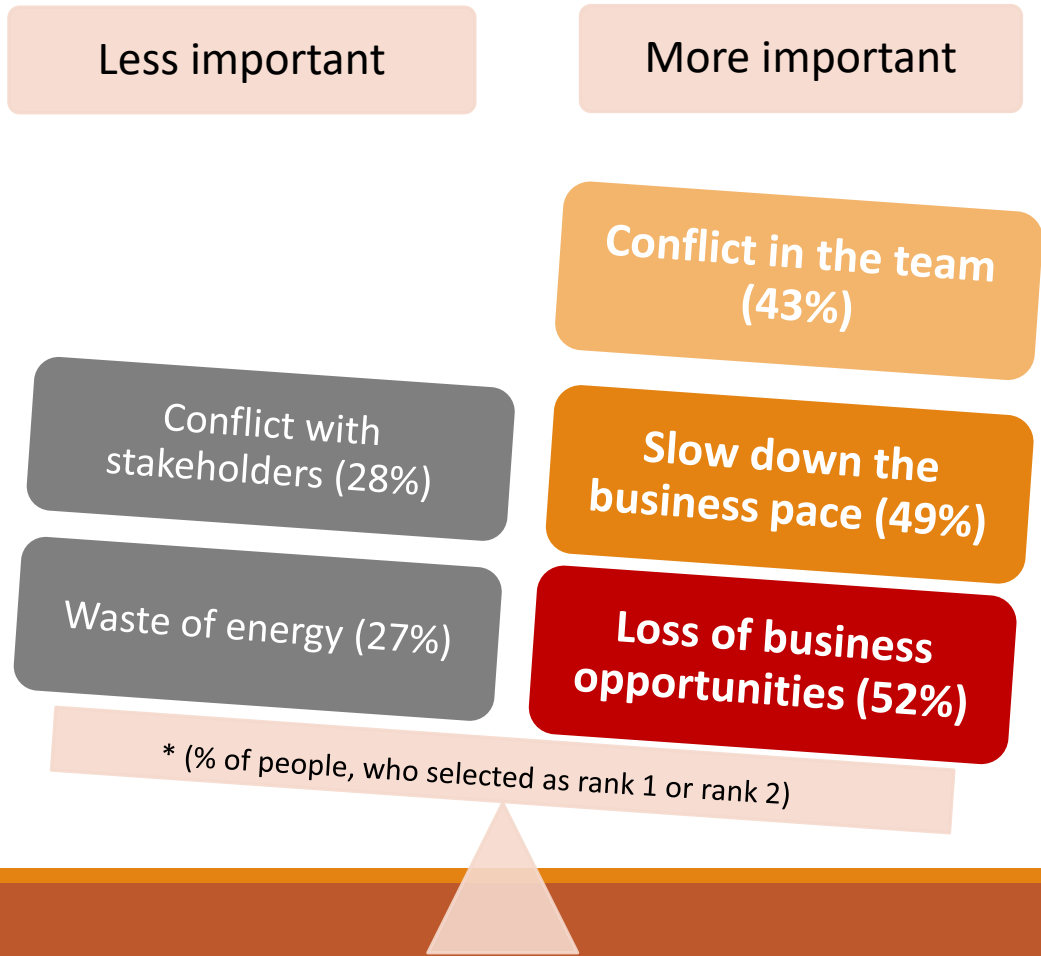 Less important
More important
Conflict in the team
(43%)
Conflict with
stakeholders (28%)
Slow down the
business pace (49%)
Waste of energy (27%)
Loss of business
opportunities (52%)
* (% of people, who selected as rank 1 or rank 2)